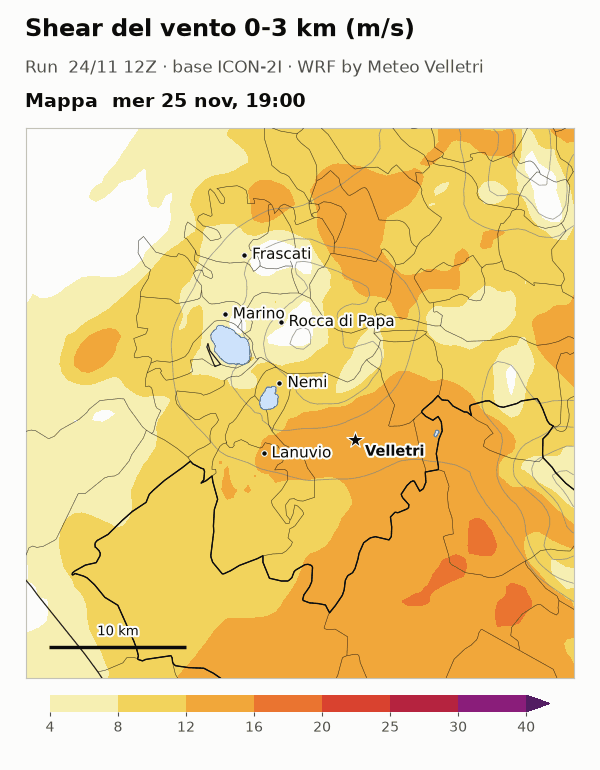 Shear del vento 0-3 km (m/s)
Run  24/11 12Z · base ICON-2I · WRF by Meteo Velletri
Mappa  mer 25 nov, 19:00
Frascati
Marino
Rocca di Papa
Nemi
Velletri
Lanuvio
10 km
4 8 12 16 20 25 30 40